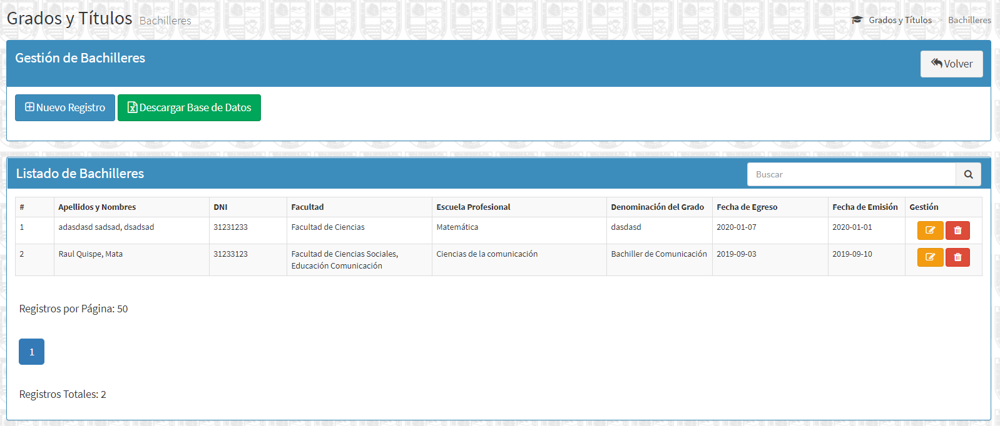 Grados y Títulos Bachilleres
Grados y Títulos > Bachilleres
Gestión de Bachilleres
Volver
Nuevo Registro
Descargar Base de Datos
Listado de Bachilleres
Buscar
# Apellidos y Nombres DNI Facultad Escuela Profesional Denominación del Grado Fecha de Egreso Fecha de Emisión Gestión
1 adasdasd sadsad, dsadsad 31231233 Facultad de Ciencias Matemática dasdasd 2020-01-07 2020-01-01
2 Raul Quispe, Mata 31233123 Facultad de Ciencias Sociales, Ciencias de la comunicación Bachiller de Comunicación 2019-09-03 2019-09-10
Educación Comunicación
Registros por Página: 50
1
Registros Totales: 2